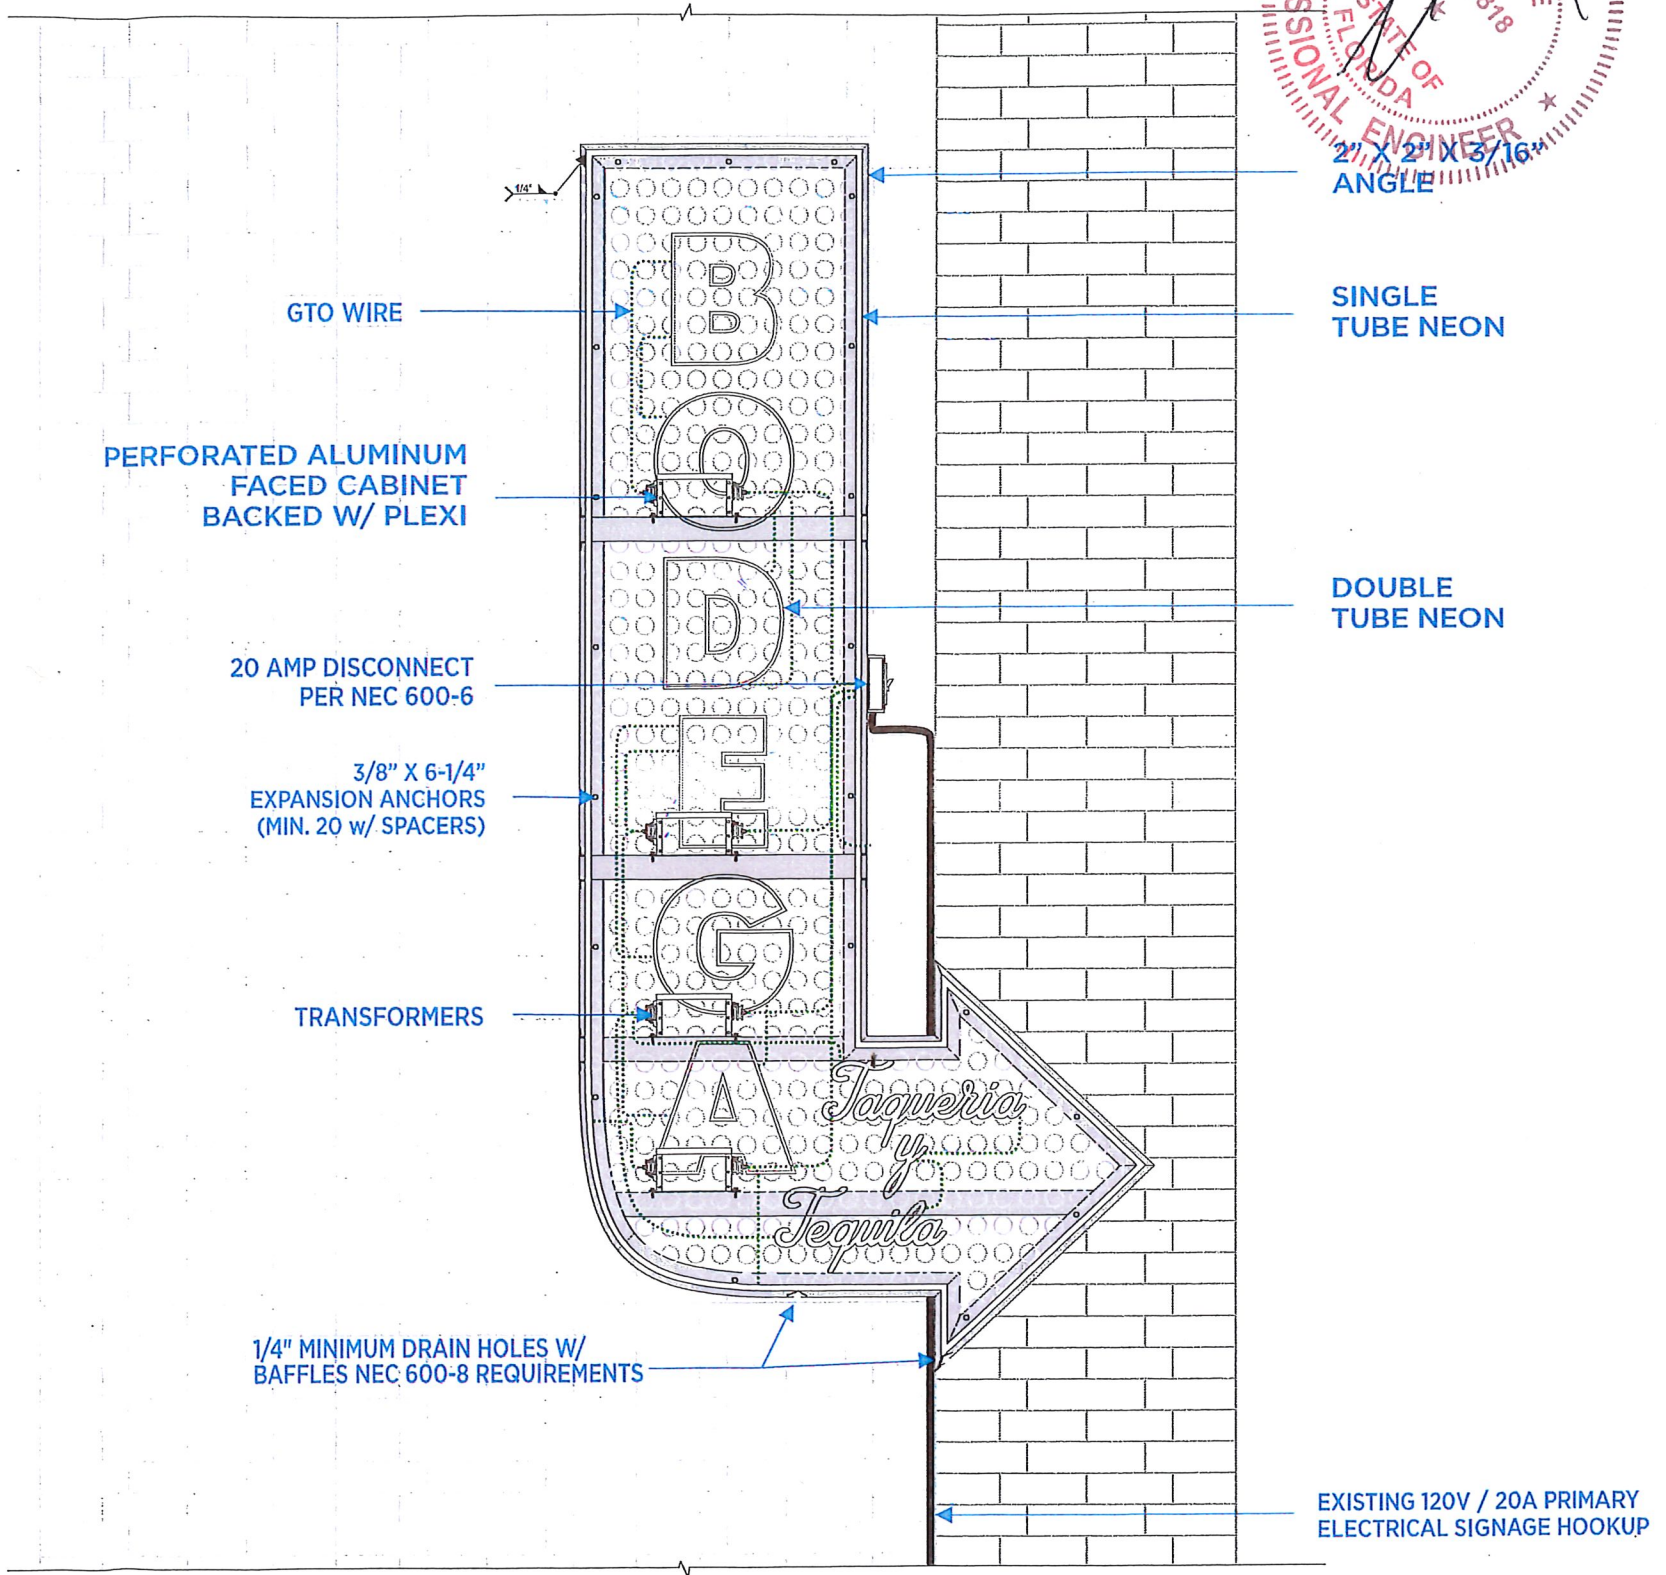 818
STATE OF
FLORIDA
SSIONAL ENGINEER
2" X 2" X 3/16"
ANGLE
1/4"
GTO WIRE
SINGLE
TUBE NEON
PERFORATED ALUMINUM
FACED CABINET
BACKED W/ PLEXI
DOUBLE
TUBE NEON
20 AMP DISCONNECT
PER NEC 600-6
3/8" X 6-1/4"
EXPANSION ANCHORS
(MIN. 20 w/ SPACERS)
TRANSFORMERS
B
O
D
E
G
A
Taqueria
y
Tequila
1/4" MINIMUM DRAIN HOLES W/
BAFFLES NEC 600-8 REQUIREMENTS
EXISTING 120V / 20A PRIMARY
ELECTRICAL SIGNAGE HOOKUP